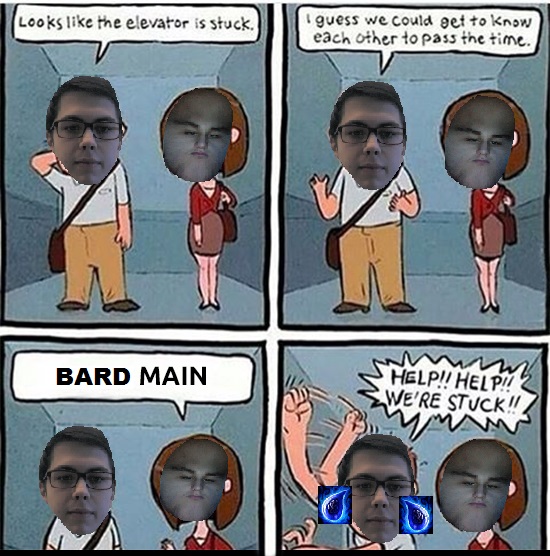 Looks like the elevator is stuck.
I guess we could get to know
each other to pass the time.
BARD MAIN
HELP!! HELP!!
WE'RE STUCK!!